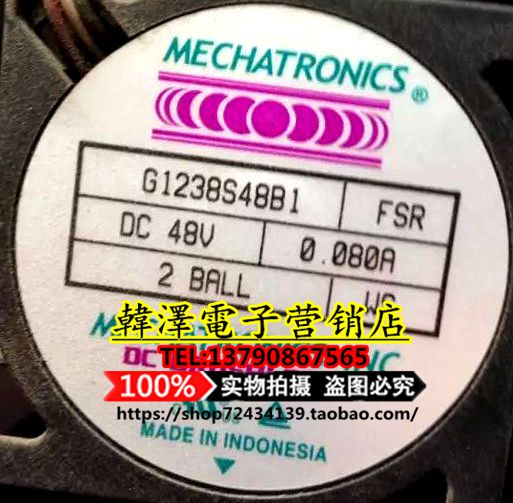 MECHATRONICS®
G1238S48B1 FSR
DC 48V 0.080A
2 BALL
韓澤電子营销店
TEL:13790867565
100% 实物拍摄 盗图必究
https://shop72434139.taobao.com/
MADE IN INDONESIA